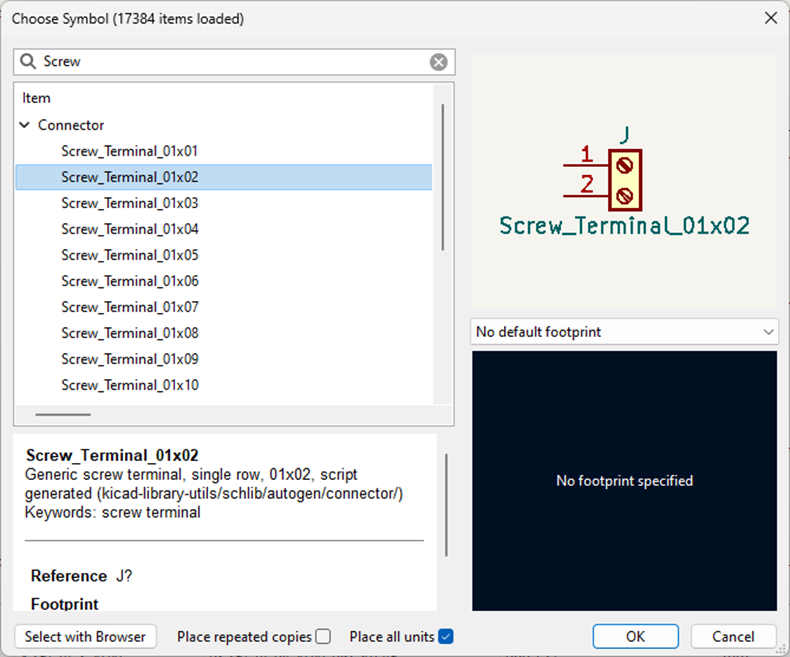 Choose Symbol (17384 items loaded)
Screw
Item
Connector
Screw_Terminal_01x01
Screw_Terminal_01x02
Screw_Terminal_01x03
Screw_Terminal_01x04
Screw_Terminal_01x05
Screw_Terminal_01x06
Screw_Terminal_01x07
Screw_Terminal_01x08
Screw_Terminal_01x09
Screw_Terminal_01x10
Screw_Terminal_01x02
Generic screw terminal, single row, 01x02, script
generated (kicad-library-utils/schlib/autogen/connector/)
Keywords: screw terminal
Reference J?
Footprint
J
1
2
Screw_Terminal_01x02
No default footprint
No footprint specified
Select with Browser
Place repeated copies
Place all units
OK
Cancel